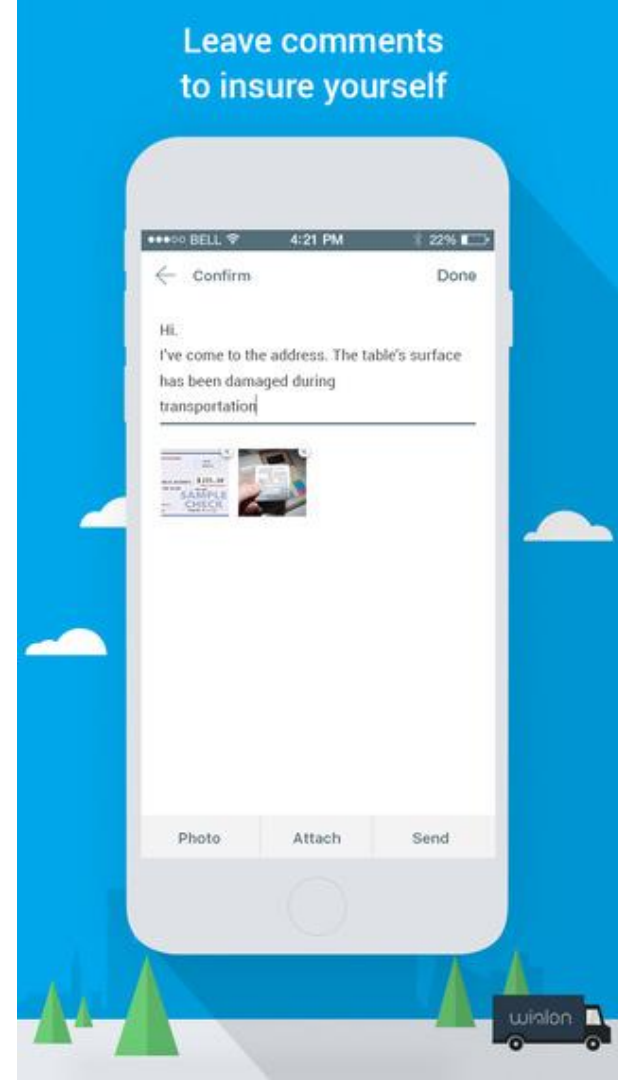 Leave comments
to insure yourself
BELL 4:21 PM 22%
Confirm Done
Hi.
I've come to the address. The table's surface
has been damaged during
transportation
SAMPLE
CHECK
Photo Attach Send
wialon